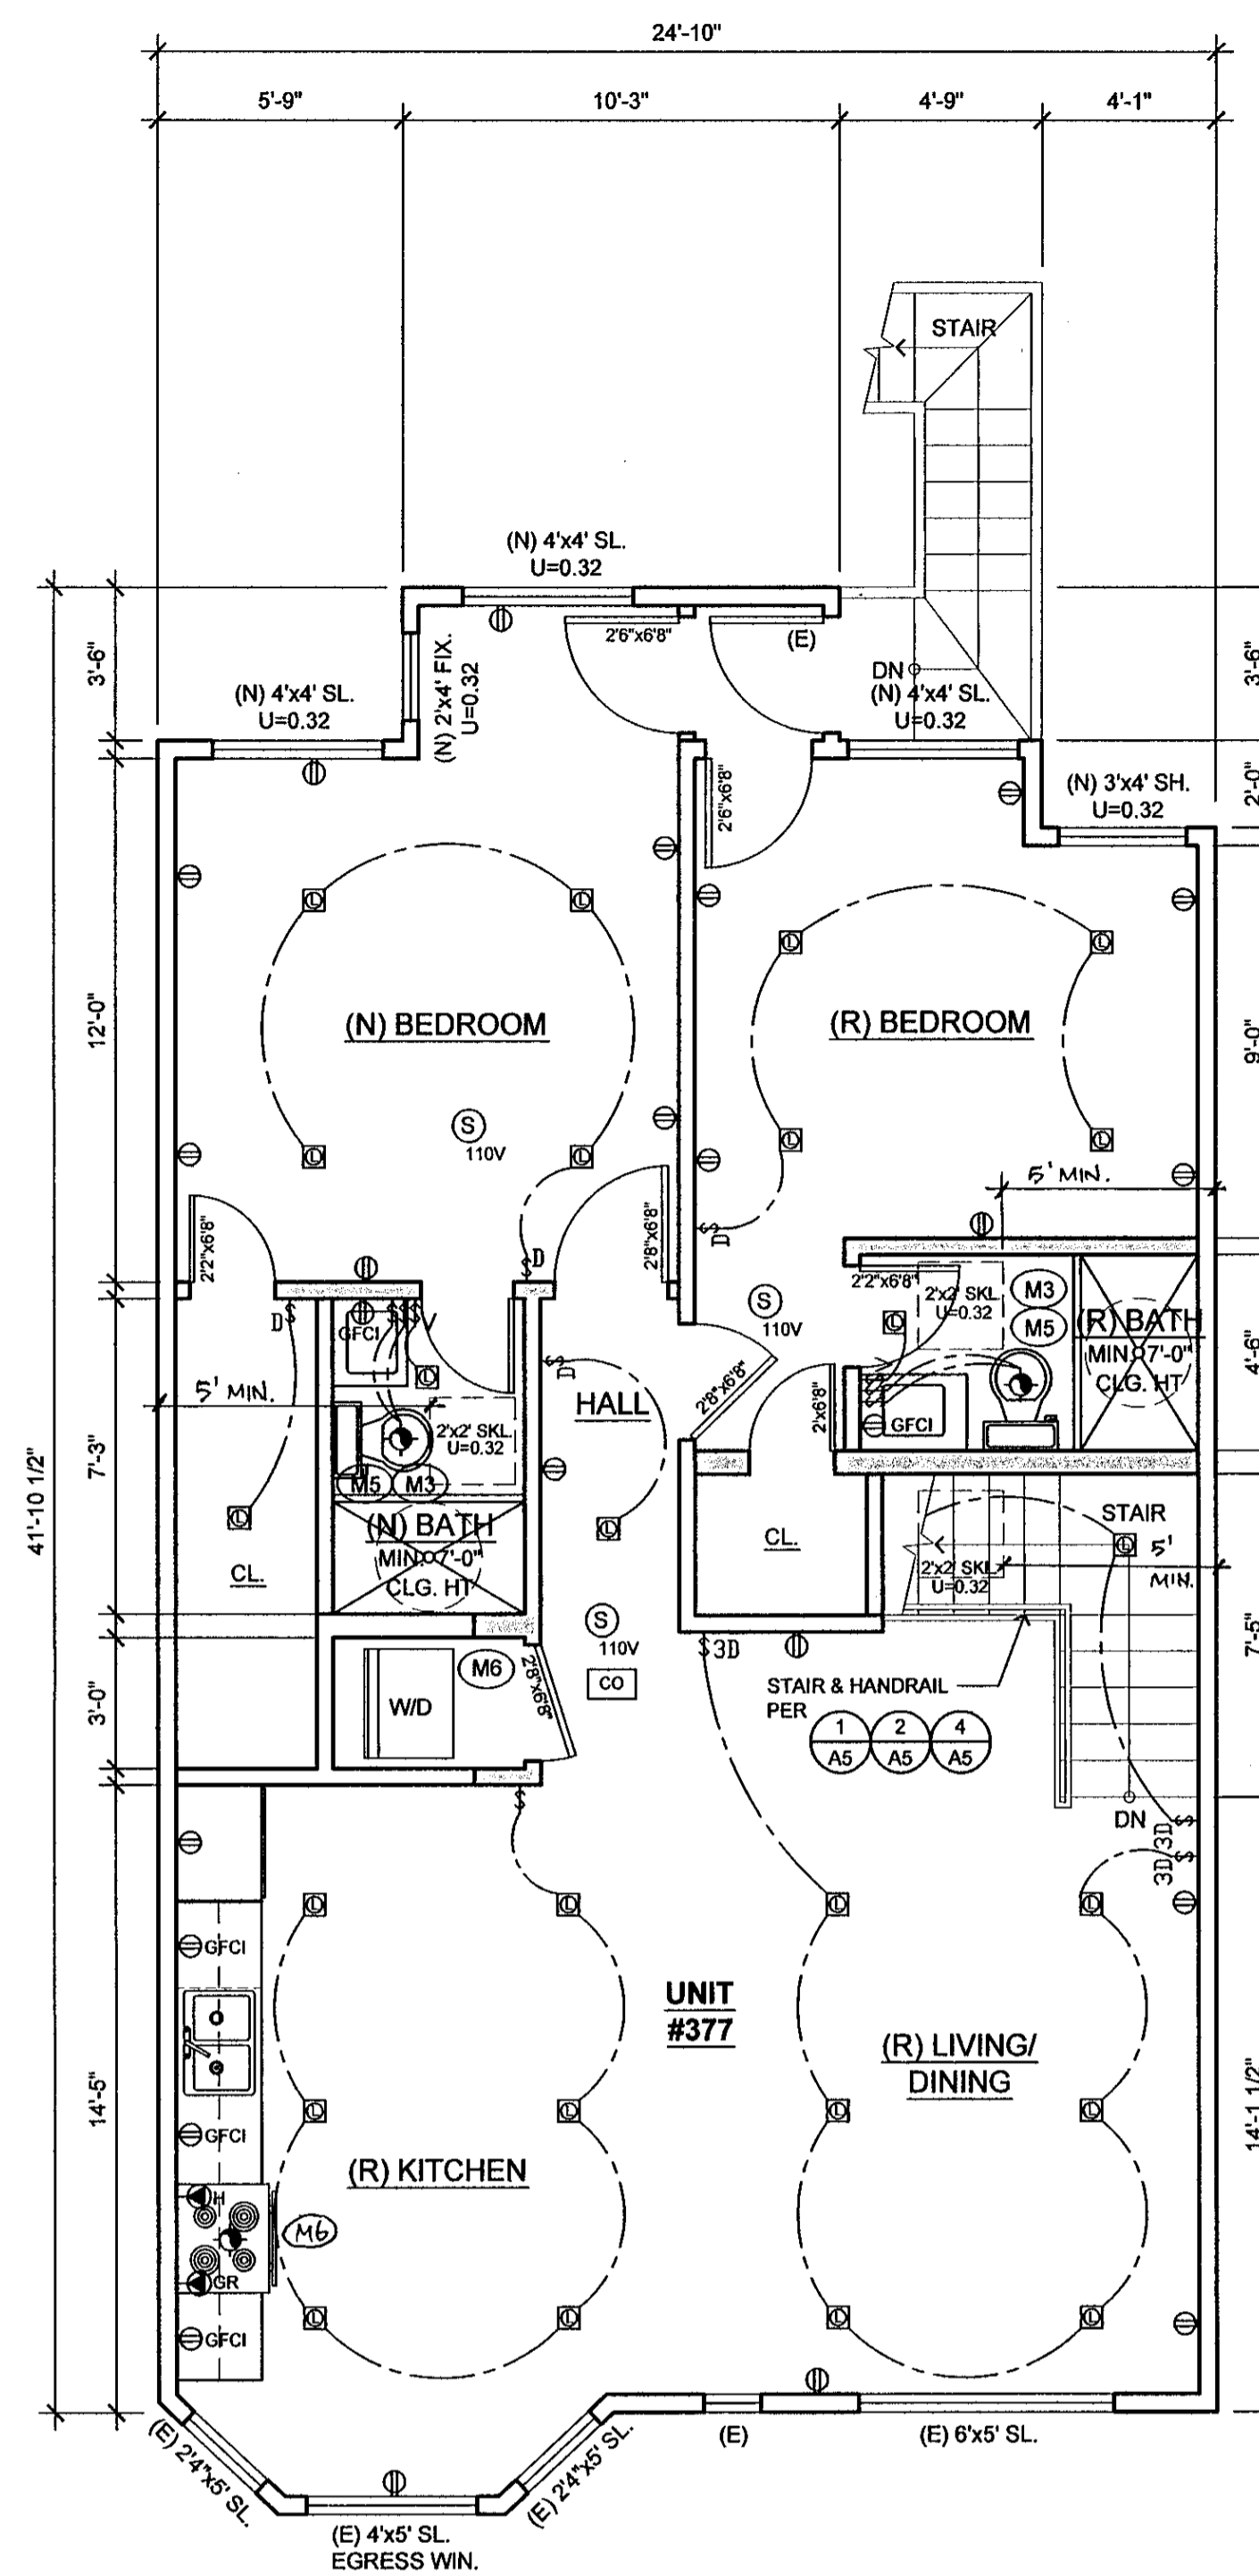 24'-10"
5'-9"
10'-3"
4'-9"
4'-1"
STAIR
(N) 4'x4' SL.
U=0.32
3'-6"
(N) 4'x4' SL.
U=0.32
(N) 2'x4' FIX.
U=0.32
2'6"x6'8"
(E)
DN
(N) 4'x4' SL.
U=0.32
3'-6"
2'6"x6'8"
(N) 3'x4' SH.
U=0.32
2'-0"
L
L
L
L
12'-0"
(N) BEDROOM
(R) BEDROOM
9'-0"
S
110V
L
L
L
L
5' MIN.
2'2"x6'8"
D
2'8"x6'8"
S
D
S
D
S
GFCI
S
S
S
V
L
S
D
S
110V
2'2"x6'8"
2'x2' SKL.
U=0.32
M3
M5
(R) BATH
MIN. 7'-0"
CLG. HT
L
4'-6"
5' MIN.
HALL
2'8"x6'8"
2'x6'8"
GFCI
2'x2' SKL.
U=0.32
M5
M3
7'-3"
41'-10 1/2"
L
L
(N) BATH
MIN. 7'-0"
CLG. HT
CL.
CL.
STAIR
L
5'
MIN.
2'x2' SKL.
U=0.32
S
110V
CO
S3D
7'-5"
3'-0"
W/D
M6
2'8"x6'8"
STAIR & HANDRAIL
PER
1
A5
2
A5
4
A5
DN
S
3D
S
3D
S
L
L
L
L
GFCI
UNIT
#377
(R) LIVING/
DINING
14'-5"
14'-1 1/2"
L
L
L
L
GFCI
(R) KITCHEN
H
M6
GR
L
L
L
L
GFCI
(E) 2'4"x5' SL.
(E) 2'4"x5' SL.
(E)
(E) 6'x5' SL.
(E) 4'x5' SL.
EGRESS WIN.